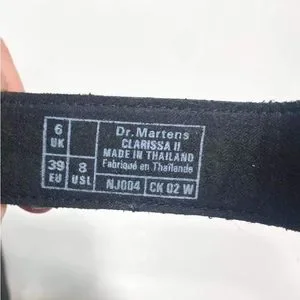 6
UK
39
EU
8
USL
Dr.Martens
CLARISSA II
MADE IN THAILAND
Fabriqué en Thaïlande
NJ004
CK 02 W